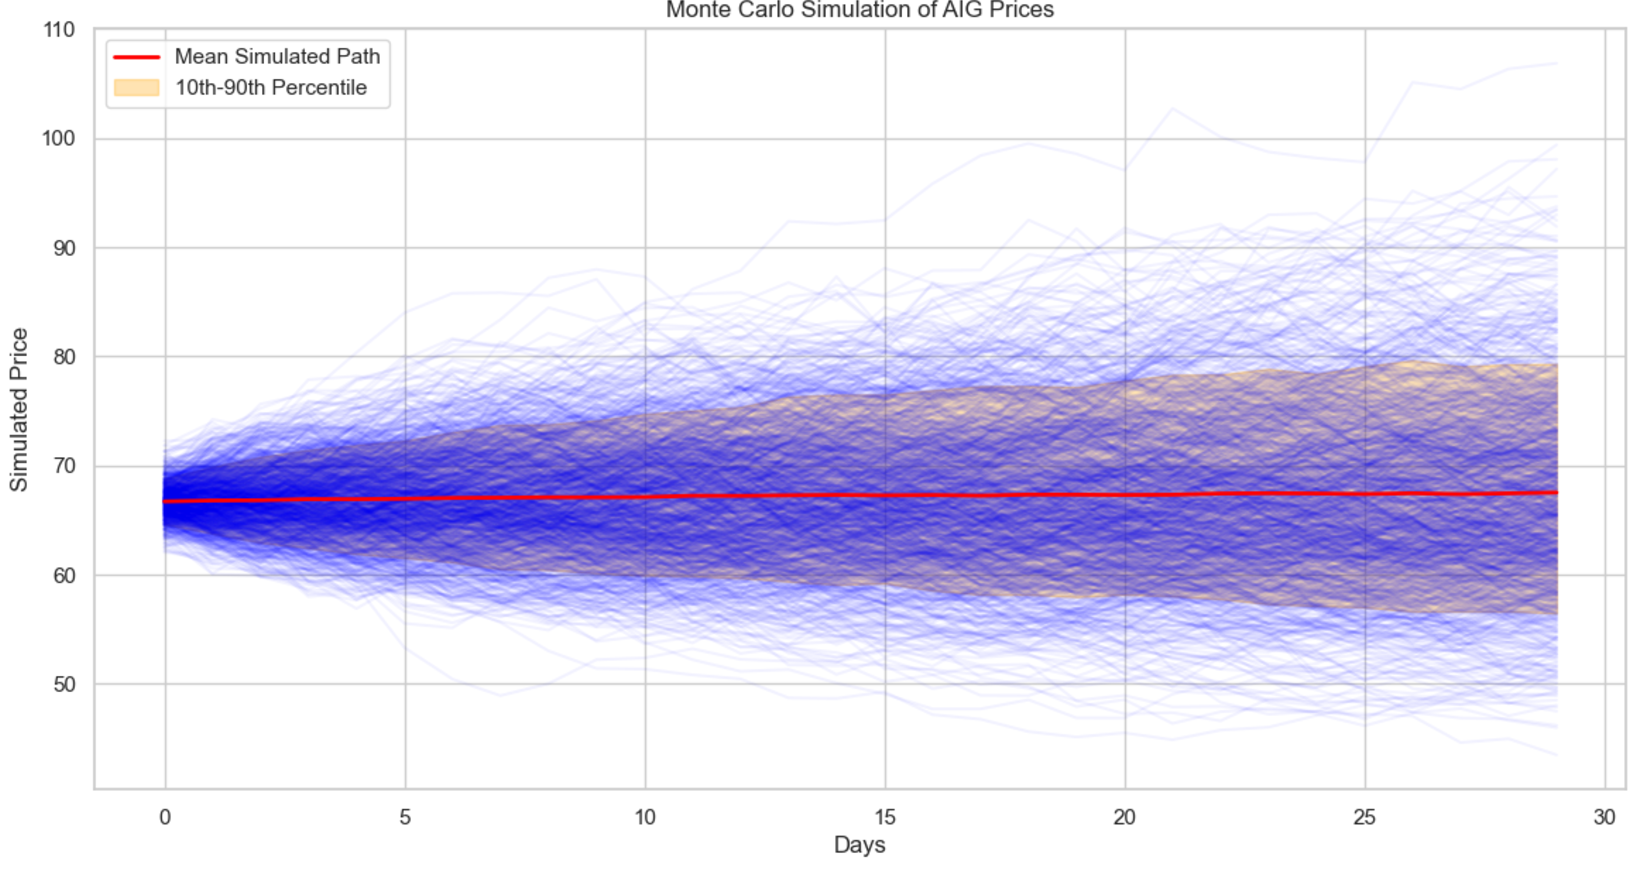 Monte Carlo Simulation of AIG Prices
110
100
90
80
70
60
50
Simulated Price
Mean Simulated Path
10th-90th Percentile
0 5 10 15 20 25 30
Days